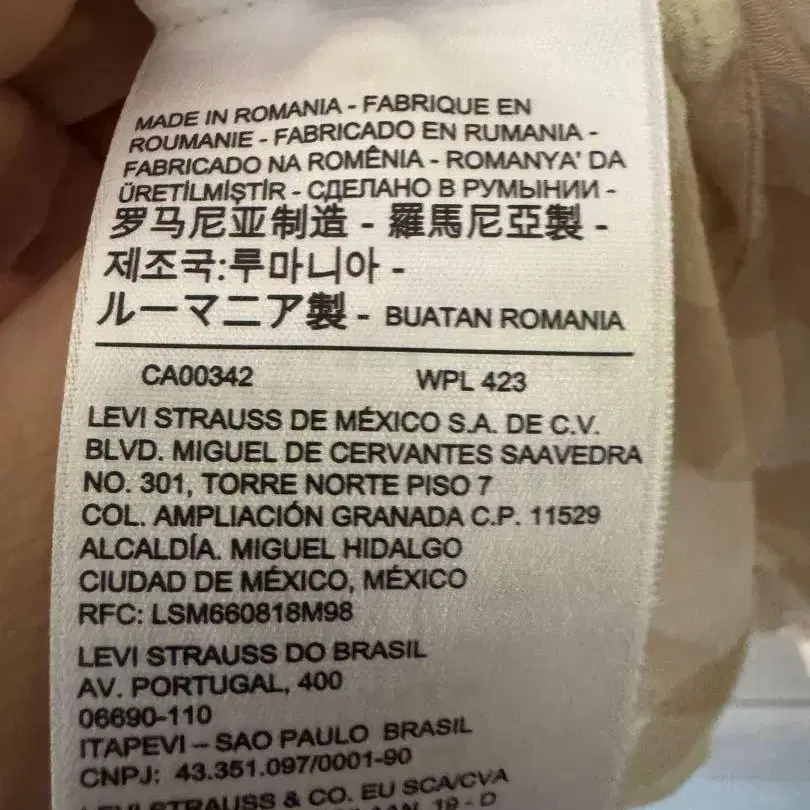 MADE IN ROMANIA - FABRIQUE EN
ROUMANIE - FABRICADO EN RUMANIA -
FABRICADO NA ROMÊNIA - ROMANYA' DA
ÜRETİLMİŞTİR - СДЕЛАНО В РУМЫНИИ -
罗马尼亚制造 - 羅馬尼亞製 -
제조국:루마니아 -
ルーマニア製 - BUATAN ROMANIA
CA00342 WPL 423
LEVI STRAUSS DE MÉXICO S.A. DE C.V.
BLVD. MIGUEL DE CERVANTES SAAVEDRA
NO. 301, TORRE NORTE PISO 7
COL. AMPLIACIÓN GRANADA C.P. 11529
ALCALDÍA. MIGUEL HIDALGO
CIUDAD DE MÉXICO, MÉXICO
RFC: LSM660818M98
LEVI STRAUSS DO BRASIL
AV. PORTUGAL, 400
06690-110
ITAPEVI – SAO PAULO BRASIL
CNPJ: 43.351.097/0001-90
LEVI STRAUSS & CO. EU SCA/CVA
19 - D